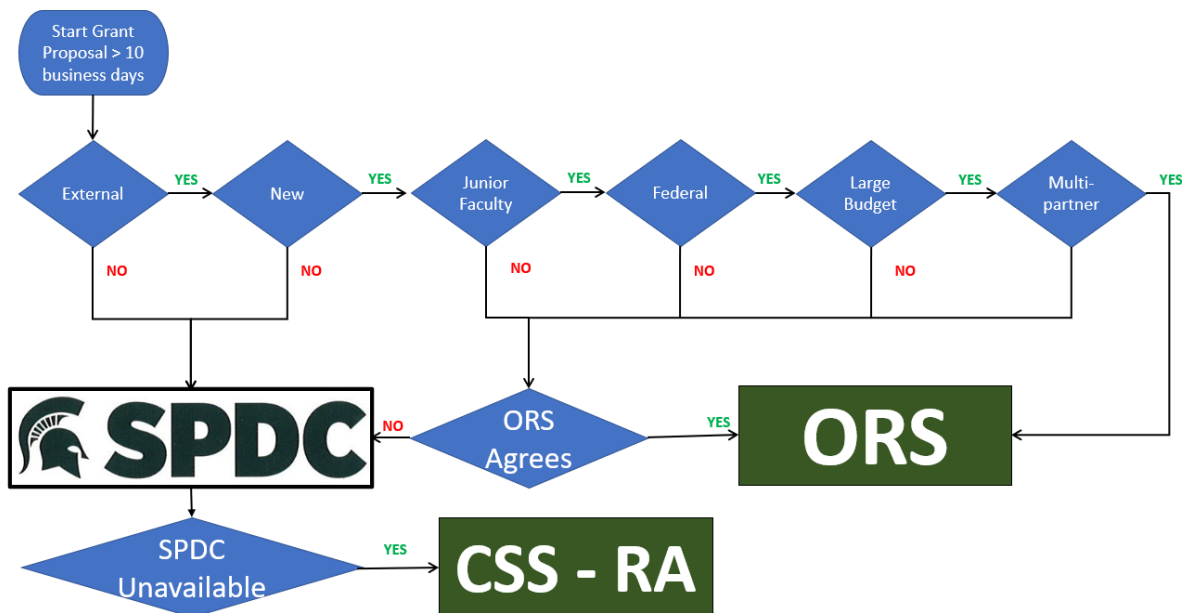 Start Grant
Proposal > 10
business days
External
YES
New
YES
Junior
Faculty
YES
Federal
YES
Large
Budget
YES
Multi-
partner
YES
NO
NO
NO
NO
NO
SPDC
NO
ORS
Agrees
YES
ORS
SPDC
Unavailable
YES
CSS - RA